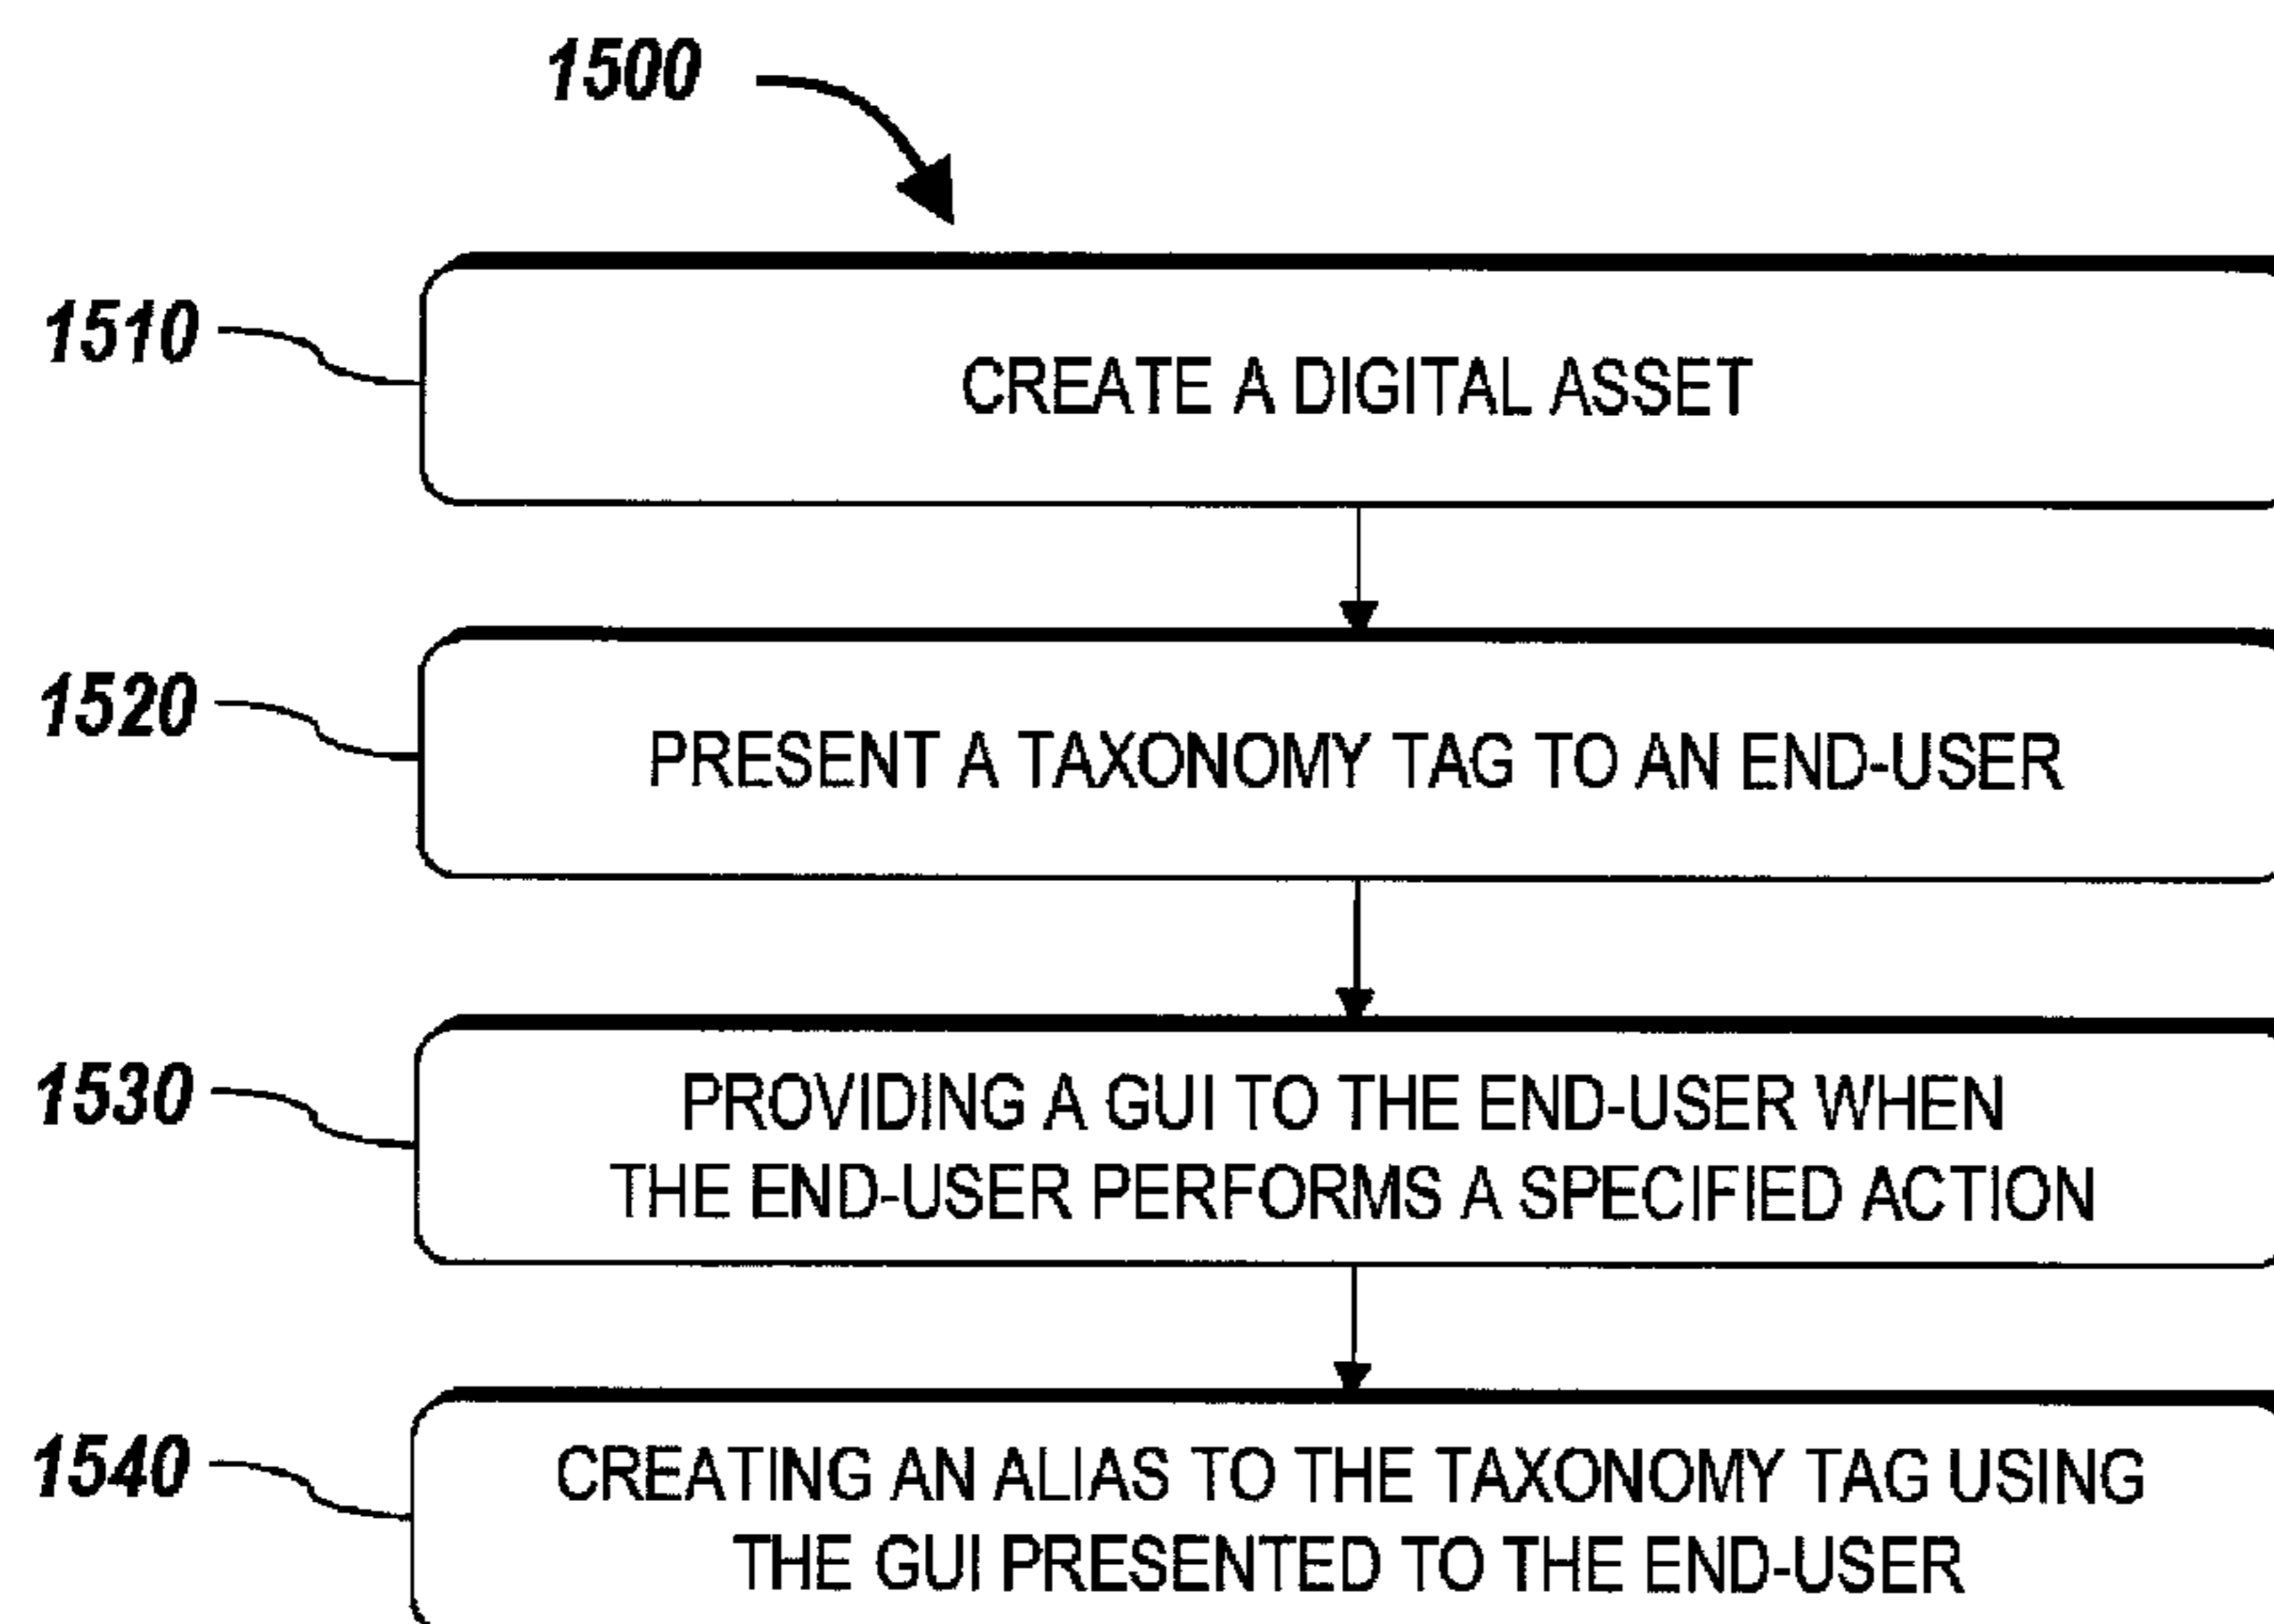 1500
1510
CREATE A DIGITAL ASSET
1520
PRESENT A TAXONOMY TAG TO AN END-USER
1530
PROVIDING A GUI TO THE END-USER WHEN
THE END-USER PERFORMS A SPECIFIED ACTION
1540
CREATING AN ALIAS TO THE TAXONOMY TAG USING
THE GUI PRESENTED TO THE END-USER